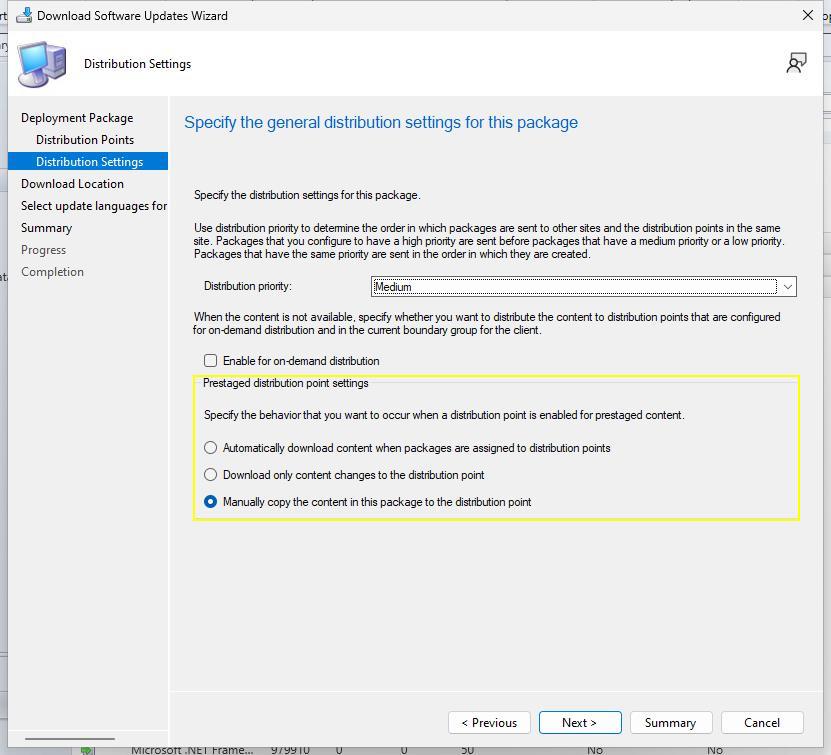 Download Software Updates Wizard
Distribution Settings
Deployment Package
Distribution Points
Distribution Settings
Download Location
Select update languages for
Summary
Progress
Completion
Specify the general distribution settings for this package
Specify the distribution settings for this package.
Use distribution priority to determine the order in which packages are sent to other sites and the distribution points in the same
site. Packages that you configure to have a high priority are sent before packages that have a medium priority or a low priority.
Packages that have the same priority are sent in the order in which they are created.
Distribution priority: Medium
When the content is not available, specify whether you want to distribute the content to distribution points that are configured
for on-demand distribution and in the current boundary group for the client.
Enable for on-demand distribution
Prestaged distribution point settings
Specify the behavior that you want to occur when a distribution point is enabled for prestaged content.
Automatically download content when packages are assigned to distribution points
Download only content changes to the distribution point
Manually copy the content in this package to the distribution point
< Previous Next > Summary Cancel
Microsoft .NET Frame... 979910 0 0 50 No No